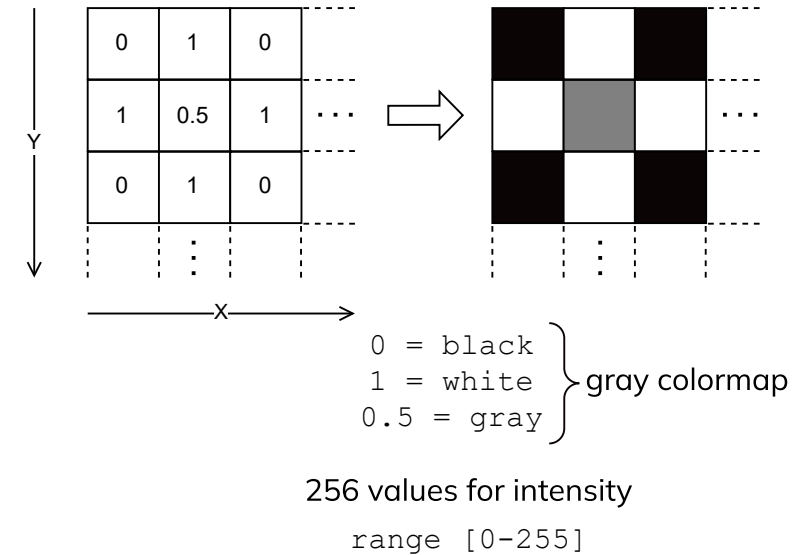 0 1 0
1 0.5 1 ...
...
0 1 0
Y
X
0 = black
1 = white
0.5 = gray
gray colormap
256 values for intensity
range [0-255]